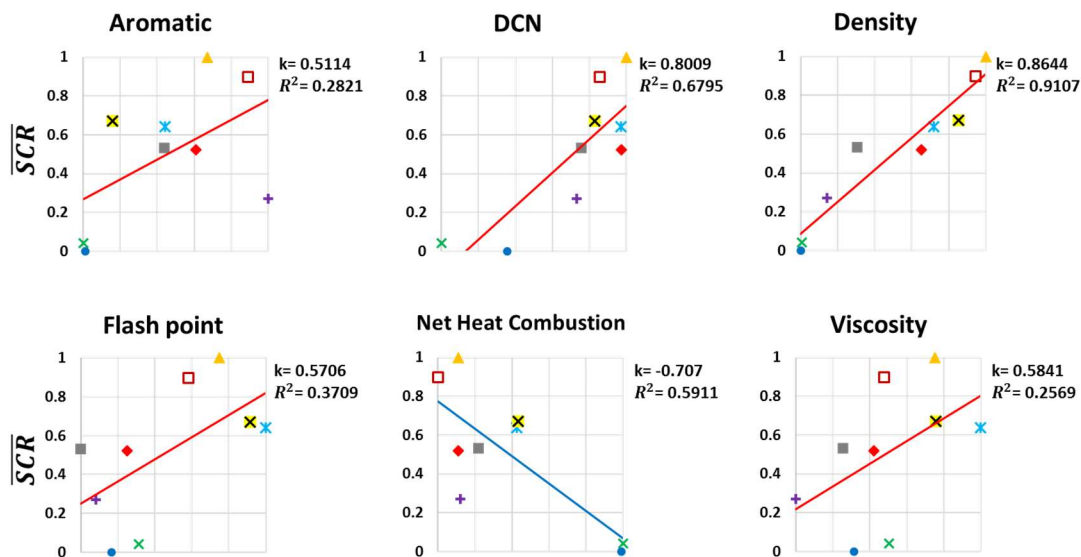 Aromatic
1
0.8
0.6
0.4
0.2
0
SCR
k= 0.5114
R²= 0.2821
DCN
1
0.8
0.6
0.4
0.2
0
k= 0.8009
R²= 0.6795
Density
1
0.8
0.6
0.4
0.2
0
k= 0.8644
R²= 0.9107
Flash point
1
0.8
0.6
0.4
0.2
0
SCR
k= 0.5706
R²= 0.3709
Net Heat Combustion
1
0.8
0.6
0.4
0.2
0
k= -0.707
R²= 0.5911
Viscosity
1
0.8
0.6
0.4
0.2
0
k= 0.5841
R²= 0.2569